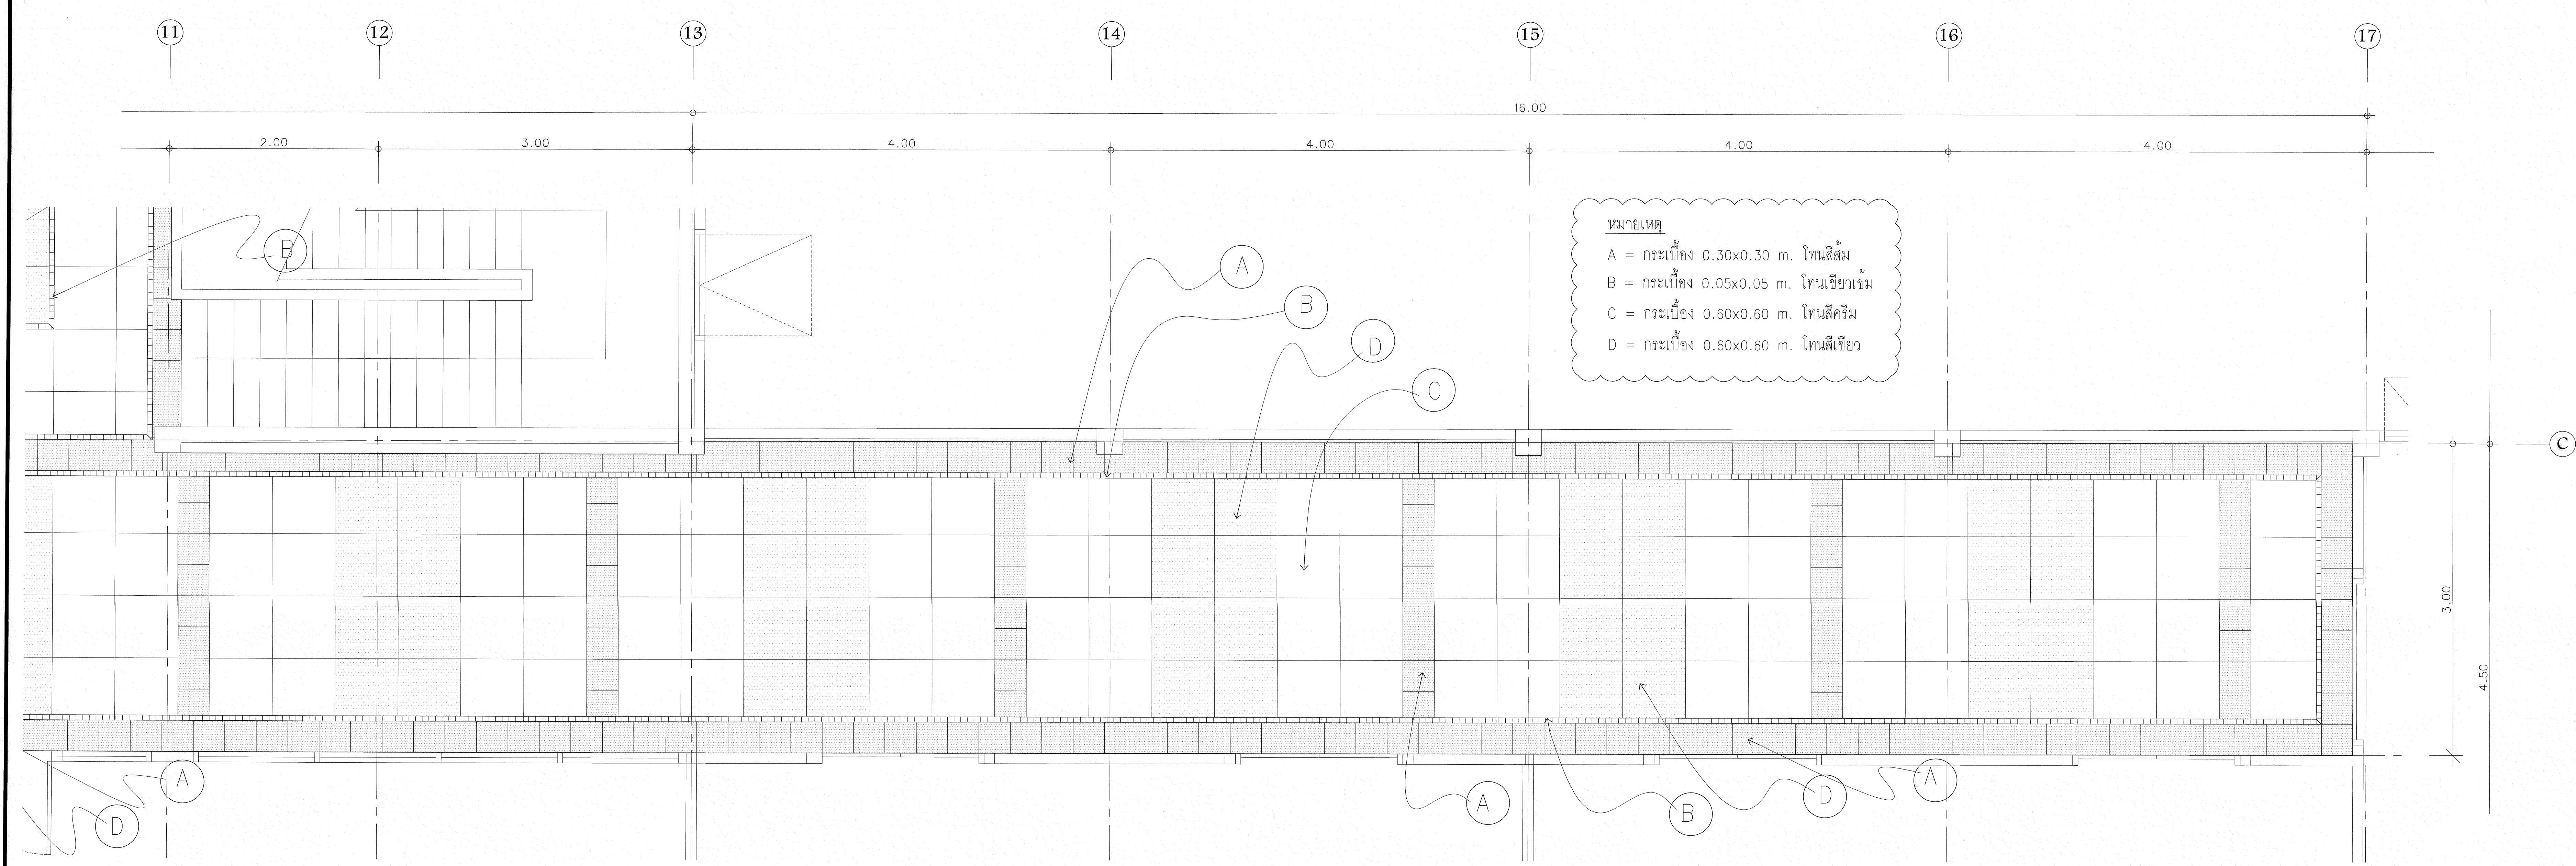 11 12 13 14 15 16 17
16.00
2.00 3.00 4.00 4.00 4.00 4.00
หมายเหตุ
A = กระเบื้อง 0.30x0.30 m. โทนสีส้ม
B = กระเบื้อง 0.05x0.05 m. โทนเขียวเข้ม
C = กระเบื้อง 0.60x0.60 m. โทนสีครีม
D = กระเบื้อง 0.60x0.60 m. โทนสีเขียว
B
A
B
D
C
C
3.00
4.50
A
D
A
B
D
A